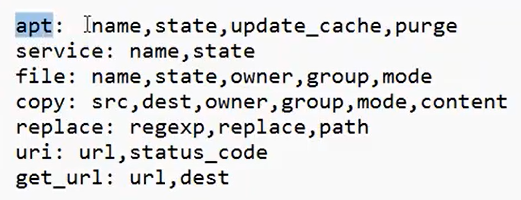 apt: name,state,update_cache,purge
service: name,state
file: name,state,owner,group,mode
copy: src,dest,owner,group,mode,content
replace: regexp,replace,path
uri: url,status_code
get_url: url,dest